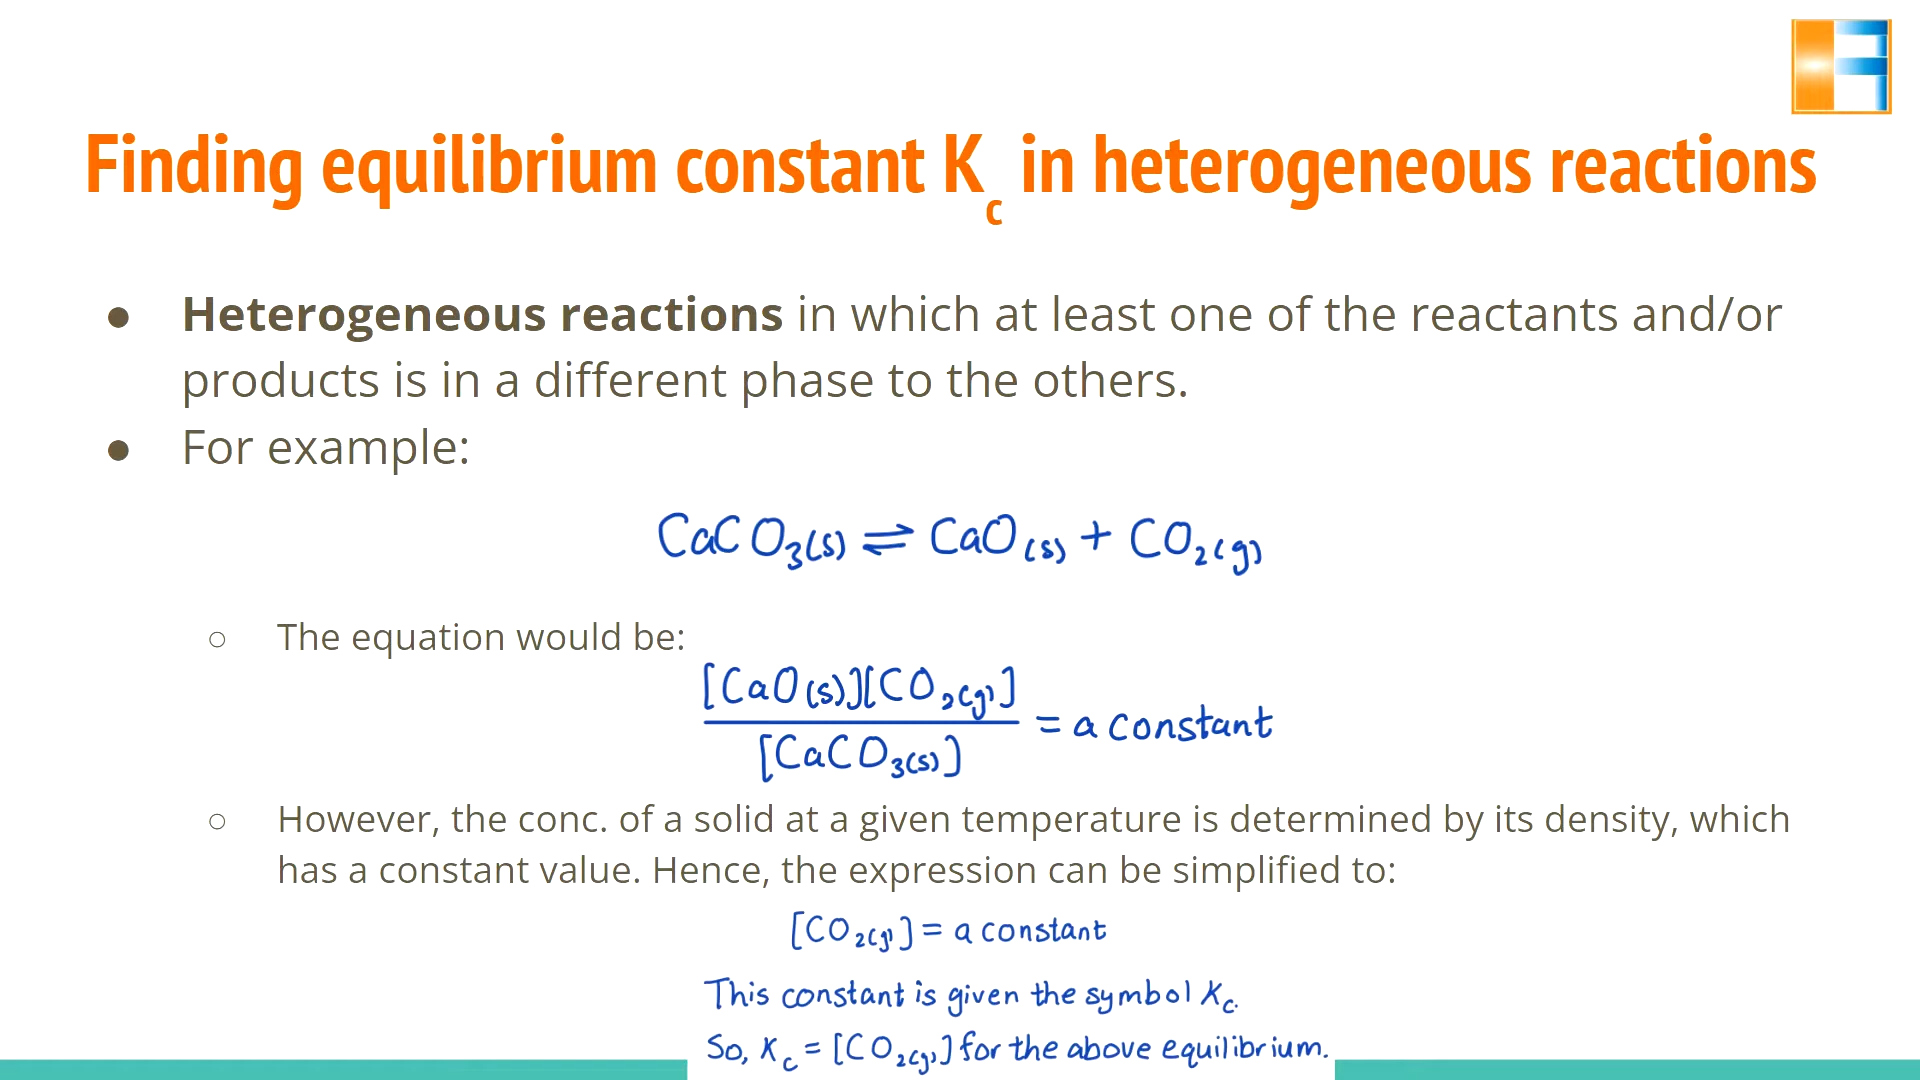 Finding equilibrium constant K꜀ in heterogeneous reactions
● Heterogeneous reactions in which at least one of the reactants and/or
products is in a different phase to the others.
● For example:
CaCO₃(s) ⇌ CaO(s) + CO₂(g)
○ The equation would be:
[CaO(s)][CO₂(g)]
[CaCO₃(s)]
= a constant
○ However, the conc. of a solid at a given temperature is determined by its density, which
has a constant value. Hence, the expression can be simplified to:
[CO₂(g)] = a constant
This constant is given the symbol K꜀.
So, K꜀ = [CO₂(g)] for the above equilibrium.